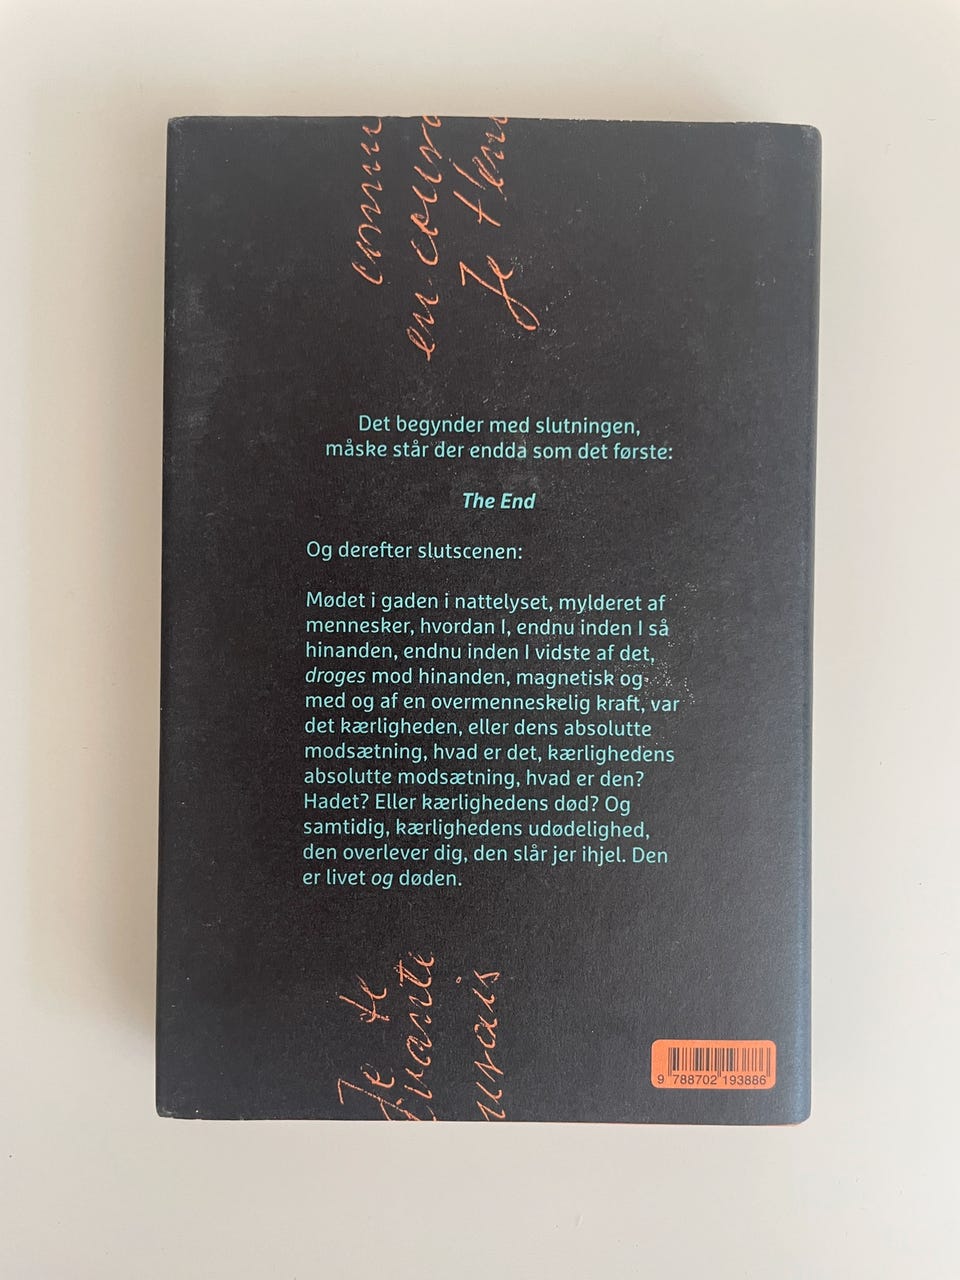 en
Je
Det begynder med slutningen,
måske står der endda som det første:
The End
Og derefter slutscenen:
Mødet i gaden i nattelyset, mylderet af
mennesker, hvordan I, endnu inden I så
hinanden, endnu inden I vidste af det,
droges mod hinanden, magnetisk og
med og af en overmenneskelig kraft, var
det kærligheden, eller dens absolutte
modsætning, hvad er det, kærlighedens
absolutte modsætning, hvad er den?
Hadet? Eller kærlighedens død? Og
samtidig, kærlighedens udødelighed,
den overlever dig, den slår jer ihjel. Den
er livet og døden.
Je te
9 788702 193886